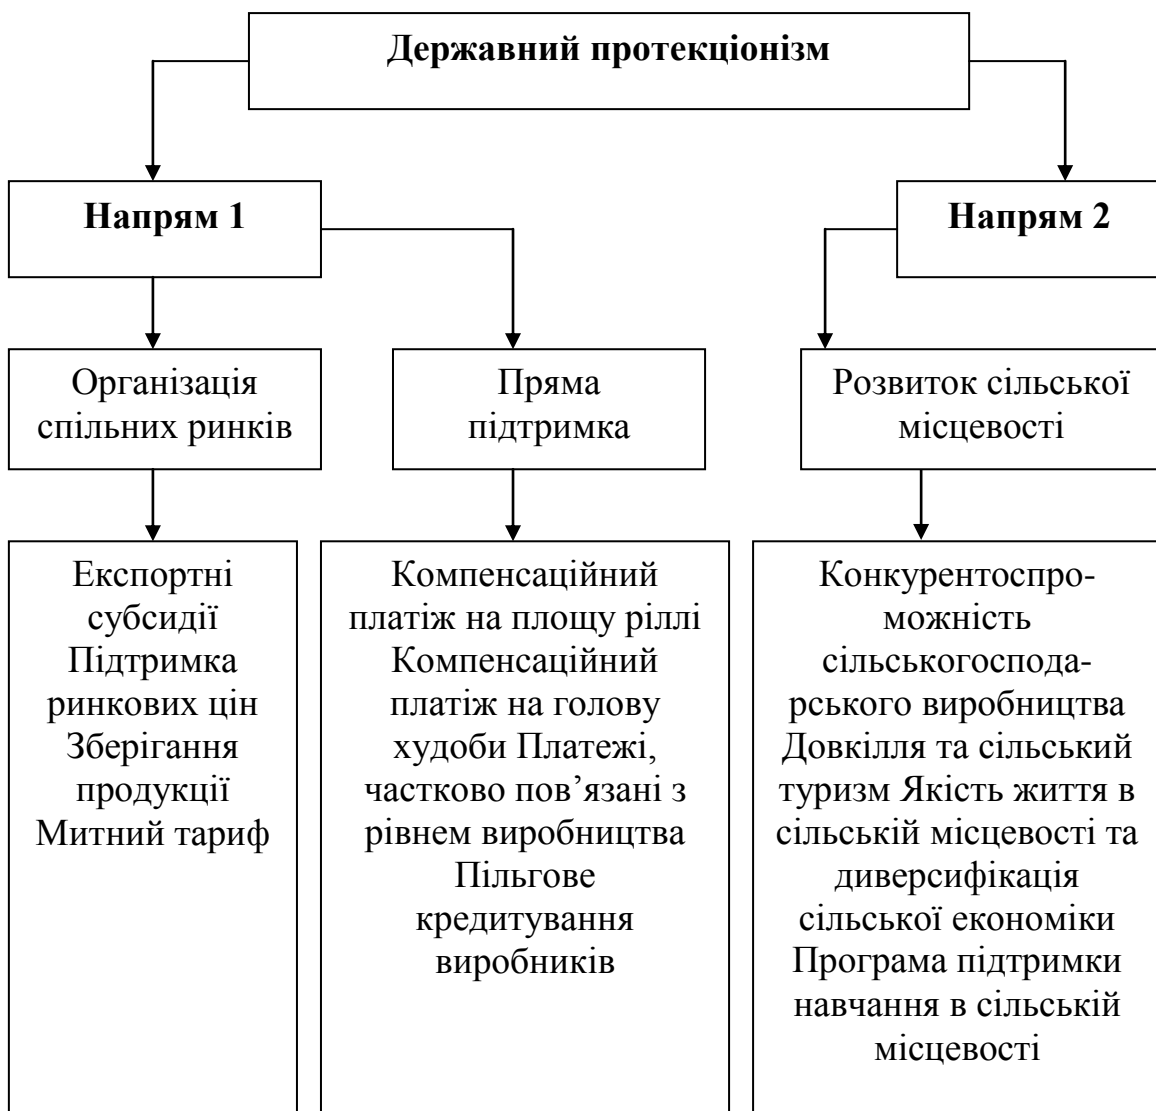 Державний протекціонізм
Напрям 1
Напрям 2
Організація
спільних ринків
Пряма
підтримка
Розвиток сільської
місцевості
Експортні
субсидії
Підтримка
ринкових цін
Зберігання
продукції
Митний тариф
Компенсаційний
платіж на площу ріллі
Компенсаційний
платіж на голову
худоби Платежі,
частково пов’язані з
рівнем виробництва
Пільгове
кредитування
виробників
Конкурентоспро-
можність
сільськогоспода-
рського виробництва
Довкілля та сільський
туризм Якість життя в
сільській місцевості та
диверсифікація
сільської економіки
Програма підтримки
навчання в сільській
місцевості